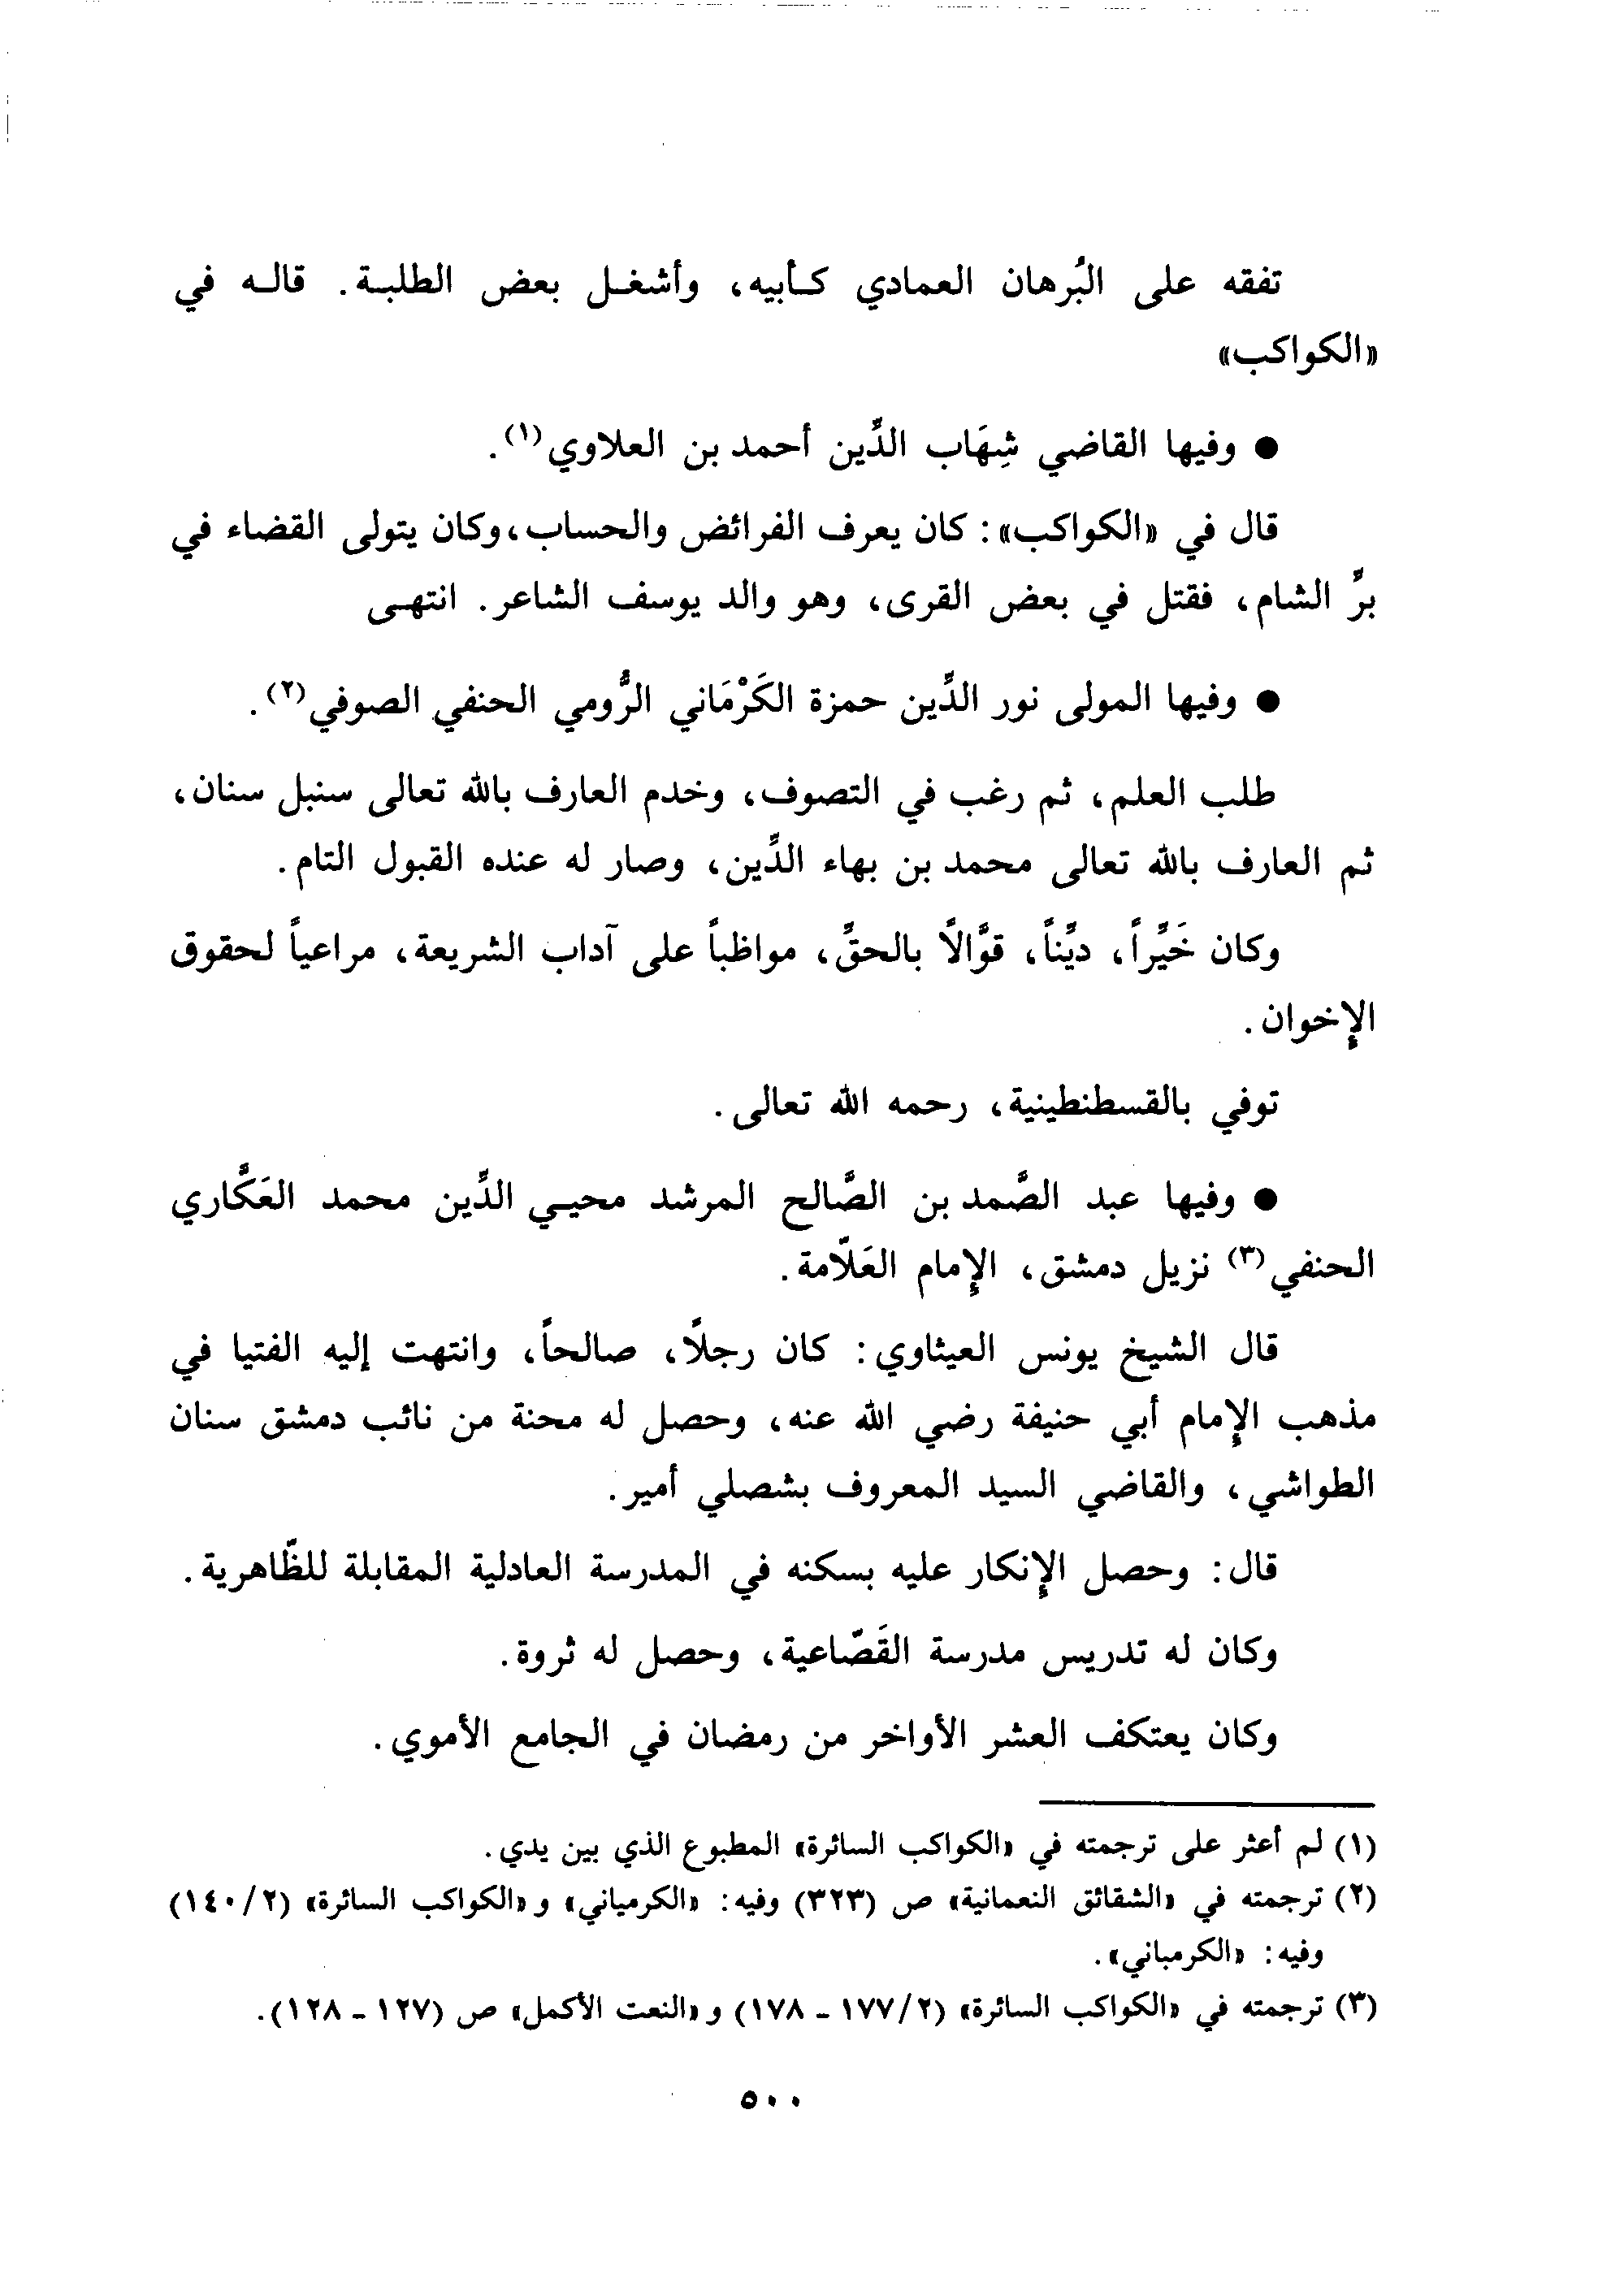 تفقه على البُرهان العمادي كأبيه، وأشغل بعض الطلبة. قاله في
«الكواكب»
● وفيها القاضي شِهَاب الدِّين أحمد بن العلاوي(١).
قال في «الكواكب»: كان يعرف الفرائض والحساب، وكان يتولى القضاء في
برِّ الشام، فقتل في بعض القرى، وهو والد يوسف الشاعر. انتهى
● وفيها المولى نور الدِّين حمزة الكَرْمَاني الرُّومي الحنفي الصوفي(٢).
طلب العلم، ثم رغب في التصوف، وخدم العارف بالله تعالى سنبل سنان،
ثم العارف بالله تعالى محمد بن بهاء الدِّين، وصار له عنده القبول التام.
وكان خَيِّراً، ديِّناً، قوَّالاً بالحقِّ، مواظباً على آداب الشريعة، مراعياً لحقوق
الإِخوان.
توفي بالقسطنطينية، رحمه الله تعالى.
● وفيها عبد الصَّمد بن الصَّالح المرشد محيي الدِّين محمد العَكَّاري
الحنفي(٣) نزيل دمشق، الإِمام العَلاَّمة.
قال الشيخ يونس العيثاوي: كان رجلاً، صالحاً، وانتهت إليه الفتيا في
مذهب الإِمام أبي حنيفة رضي الله عنه، وحصل له محنة من نائب دمشق سنان
الطواشي، والقاضي السيد المعروف بشصلي أمير.
قال: وحصل الإِنكار عليه بسكنه في المدرسة العادلية المقابلة للظَّاهرية.
وكان له تدريس مدرسة القَصَّاعية، وحصل له ثروة.
وكان يعتكف العشر الأواخر من رمضان في الجامع الأموي.
(١) لم أعثر على ترجمته في «الكواكب السائرة» المطبوع الذي بين يدي.
(٢) ترجمته في «الشقائق النعمانية» ص (٣٢٣) وفيه: «الكرمياني» و «الكواكب السائرة» (٢/ ١٤٠)
وفيه: «الكرمباني».
(٣) ترجمته في «الكواكب السائرة» (٢/ ١٧٧ - ١٧٨) و «النعت الأكمل» ص (١٢٧ - ١٢٨).
٥٠٠